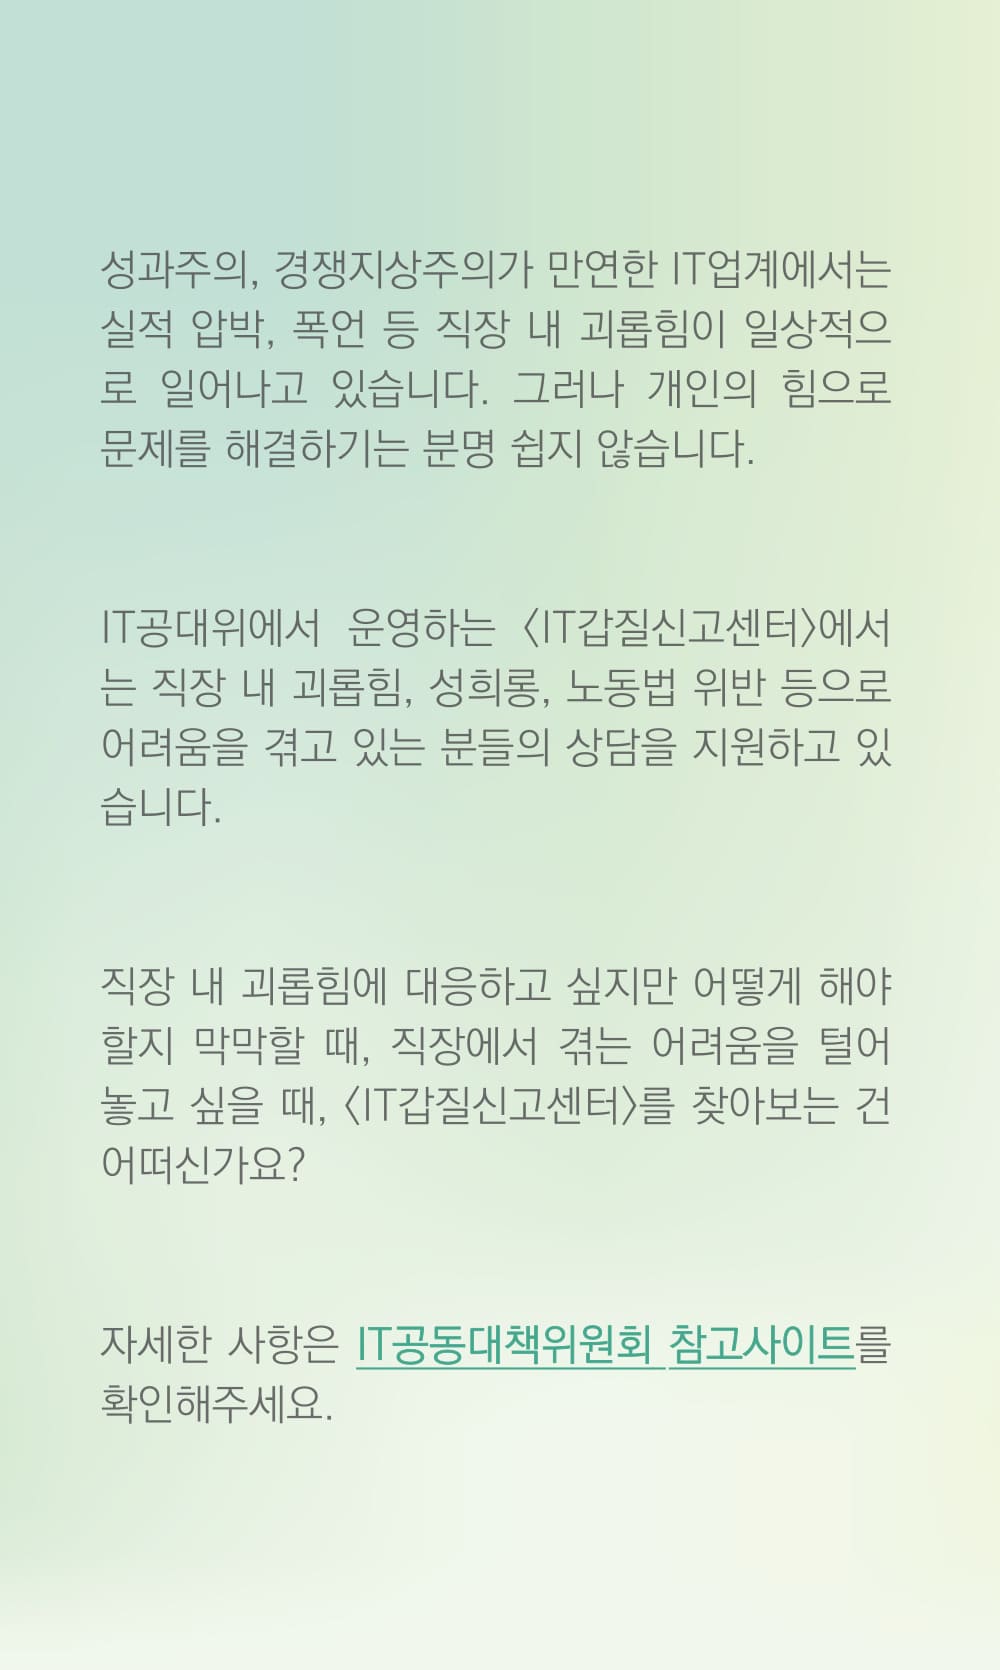 성과주의, 경쟁지상주의가 만연한 IT업계에서는
실적 압박, 폭언 등 직장 내 괴롭힘이 일상적으
로 일어나고 있습니다. 그러나 개인의 힘으로
문제를 해결하기는 분명 쉽지 않습니다.
IT공대위에서 운영하는 〈IT갑질신고센터〉에서
는 직장 내 괴롭힘, 성희롱, 노동법 위반 등으로
어려움을 겪고 있는 분들의 상담을 지원하고 있
습니다.
직장 내 괴롭힘에 대응하고 싶지만 어떻게 해야
할지 막막할 때, 직장에서 겪는 어려움을 털어
놓고 싶을 때, 〈IT갑질신고센터〉를 찾아보는 건
어떠신가요?
자세한 사항은 IT공동대책위원회 참고사이트를
확인해주세요.